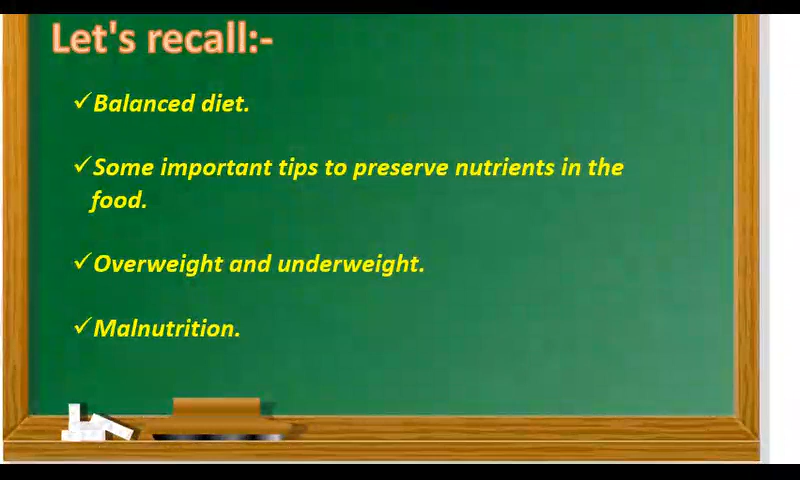 Let's recall:-
✓Balanced diet.
✓Some important tips to preserve nutrients in the
food.
✓Overweight and underweight.
✓Malnutrition.